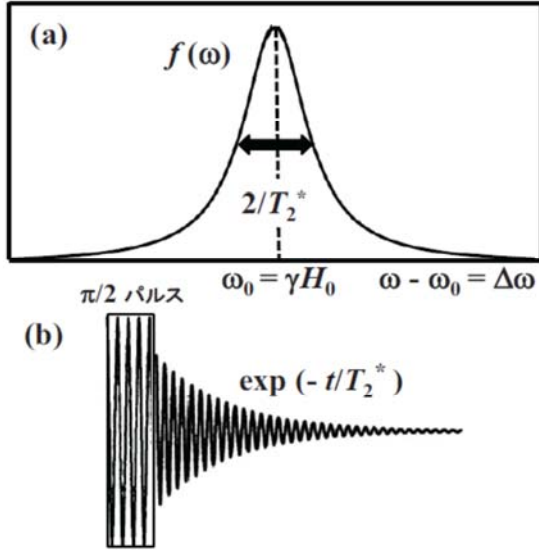 (a)
f (ω)
2/T₂*
ω₀ = γH₀
ω - ω₀ = Δω
π/2 パルス
(b)
exp (- t/T₂* )